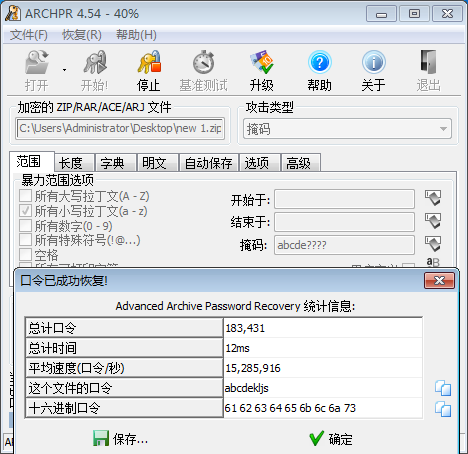 ARCHPR 4.54 - 40%
文件(F) 恢复(R) 帮助(H)
打开 开始! 停止 基准测试 升级 帮助 关于 退出
加密的 ZIP/RAR/ACE/ARJ 文件 攻击类型
C:\Users\Administrator\Desktop\new 1.zip 掩码
范围 长度 字典 明文 自动保存 选项 高级
暴力范围选项
所有大写拉丁文(A - Z) 开始于:
所有小写拉丁文(a - z)
所有数字(0 - 9) 结束于:
所有特殊符号(!@...) 掩码: abcde????
空格
口令已成功恢复!
Advanced Archive Password Recovery 统计信息:
总计口令 183,431
总计时间 12ms
平均速度(口令/秒) 15,285,916
这个文件的口令 abcdekljs
十六进制口令 61 62 63 64 65 6b 6c 6a 73
保存... 确定